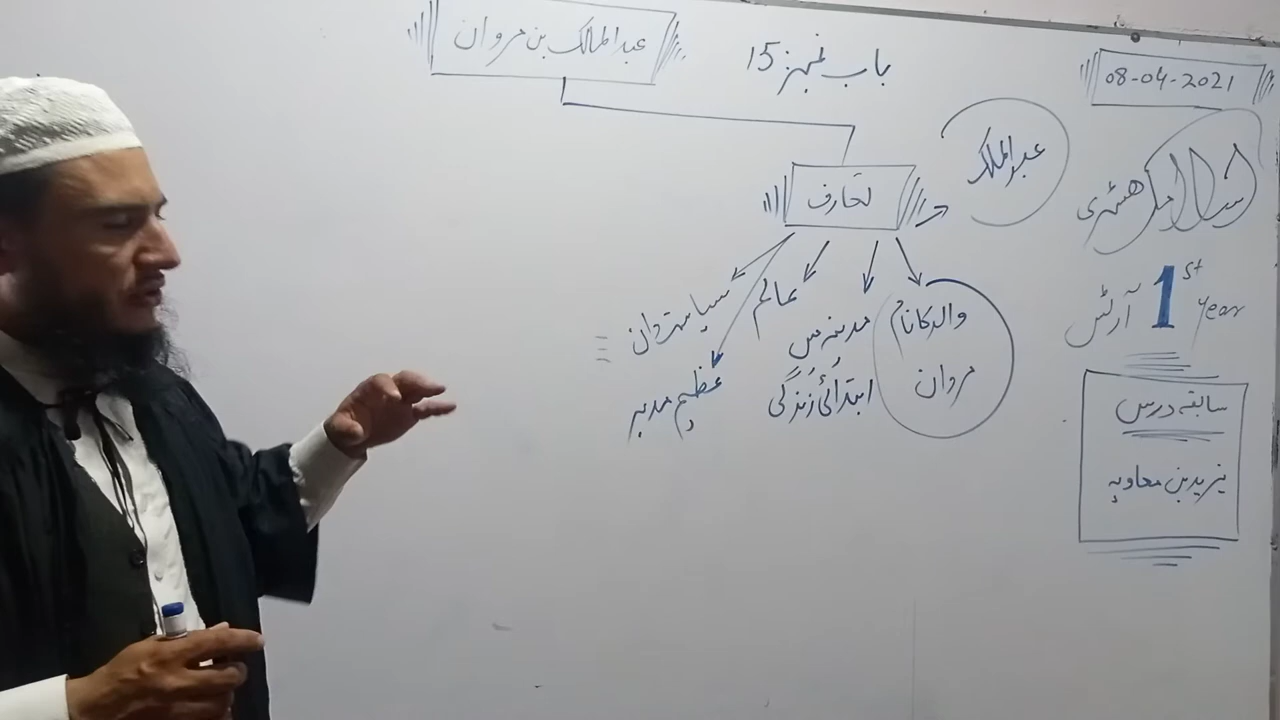 عبدالمالک بن مروان
باب نمبر 15
08-04-2021
عبدالملک
تعارف
اسلامک ھسٹری
1st Year آرٹس
والد کا نام
مروان
مدینہ میں
ابتدائی زندگی
عالم
سیاستدان
عظیم مدبر
سابقہ درس
یزید بن معاویہ